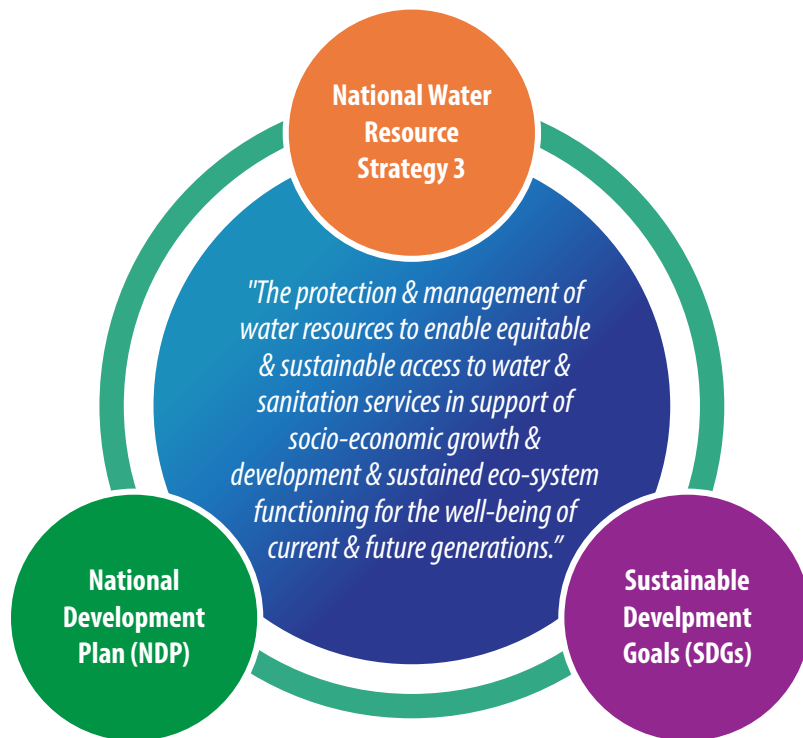 National Water
Resource
Strategy 3
"The protection & management of
water resources to enable equitable
& sustainable access to water &
sanitation services in support of
socio-economic growth &
development & sustained eco-system
functioning for the well-being of
current & future generations.”
National
Development
Plan (NDP)
Sustainable
Develpment
Goals (SDGs)